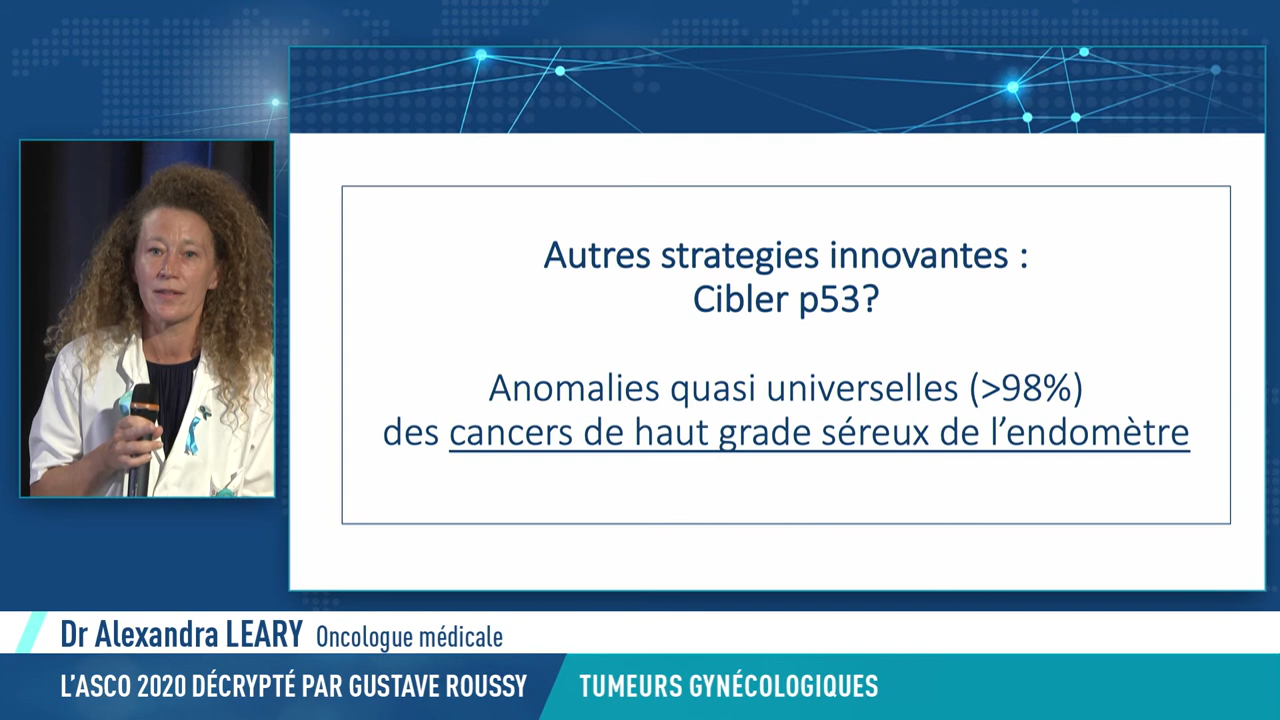 Autres strategies innovantes :
Cibler p53?
Anomalies quasi universelles (>98%)
des cancers de haut grade séreux de l’endomètre
Dr Alexandra LEARY Oncologue médicale
L’ASCO 2020 DÉCRYPTÉ PAR GUSTAVE ROUSSY
TUMEURS GYNÉCOLOGIQUES